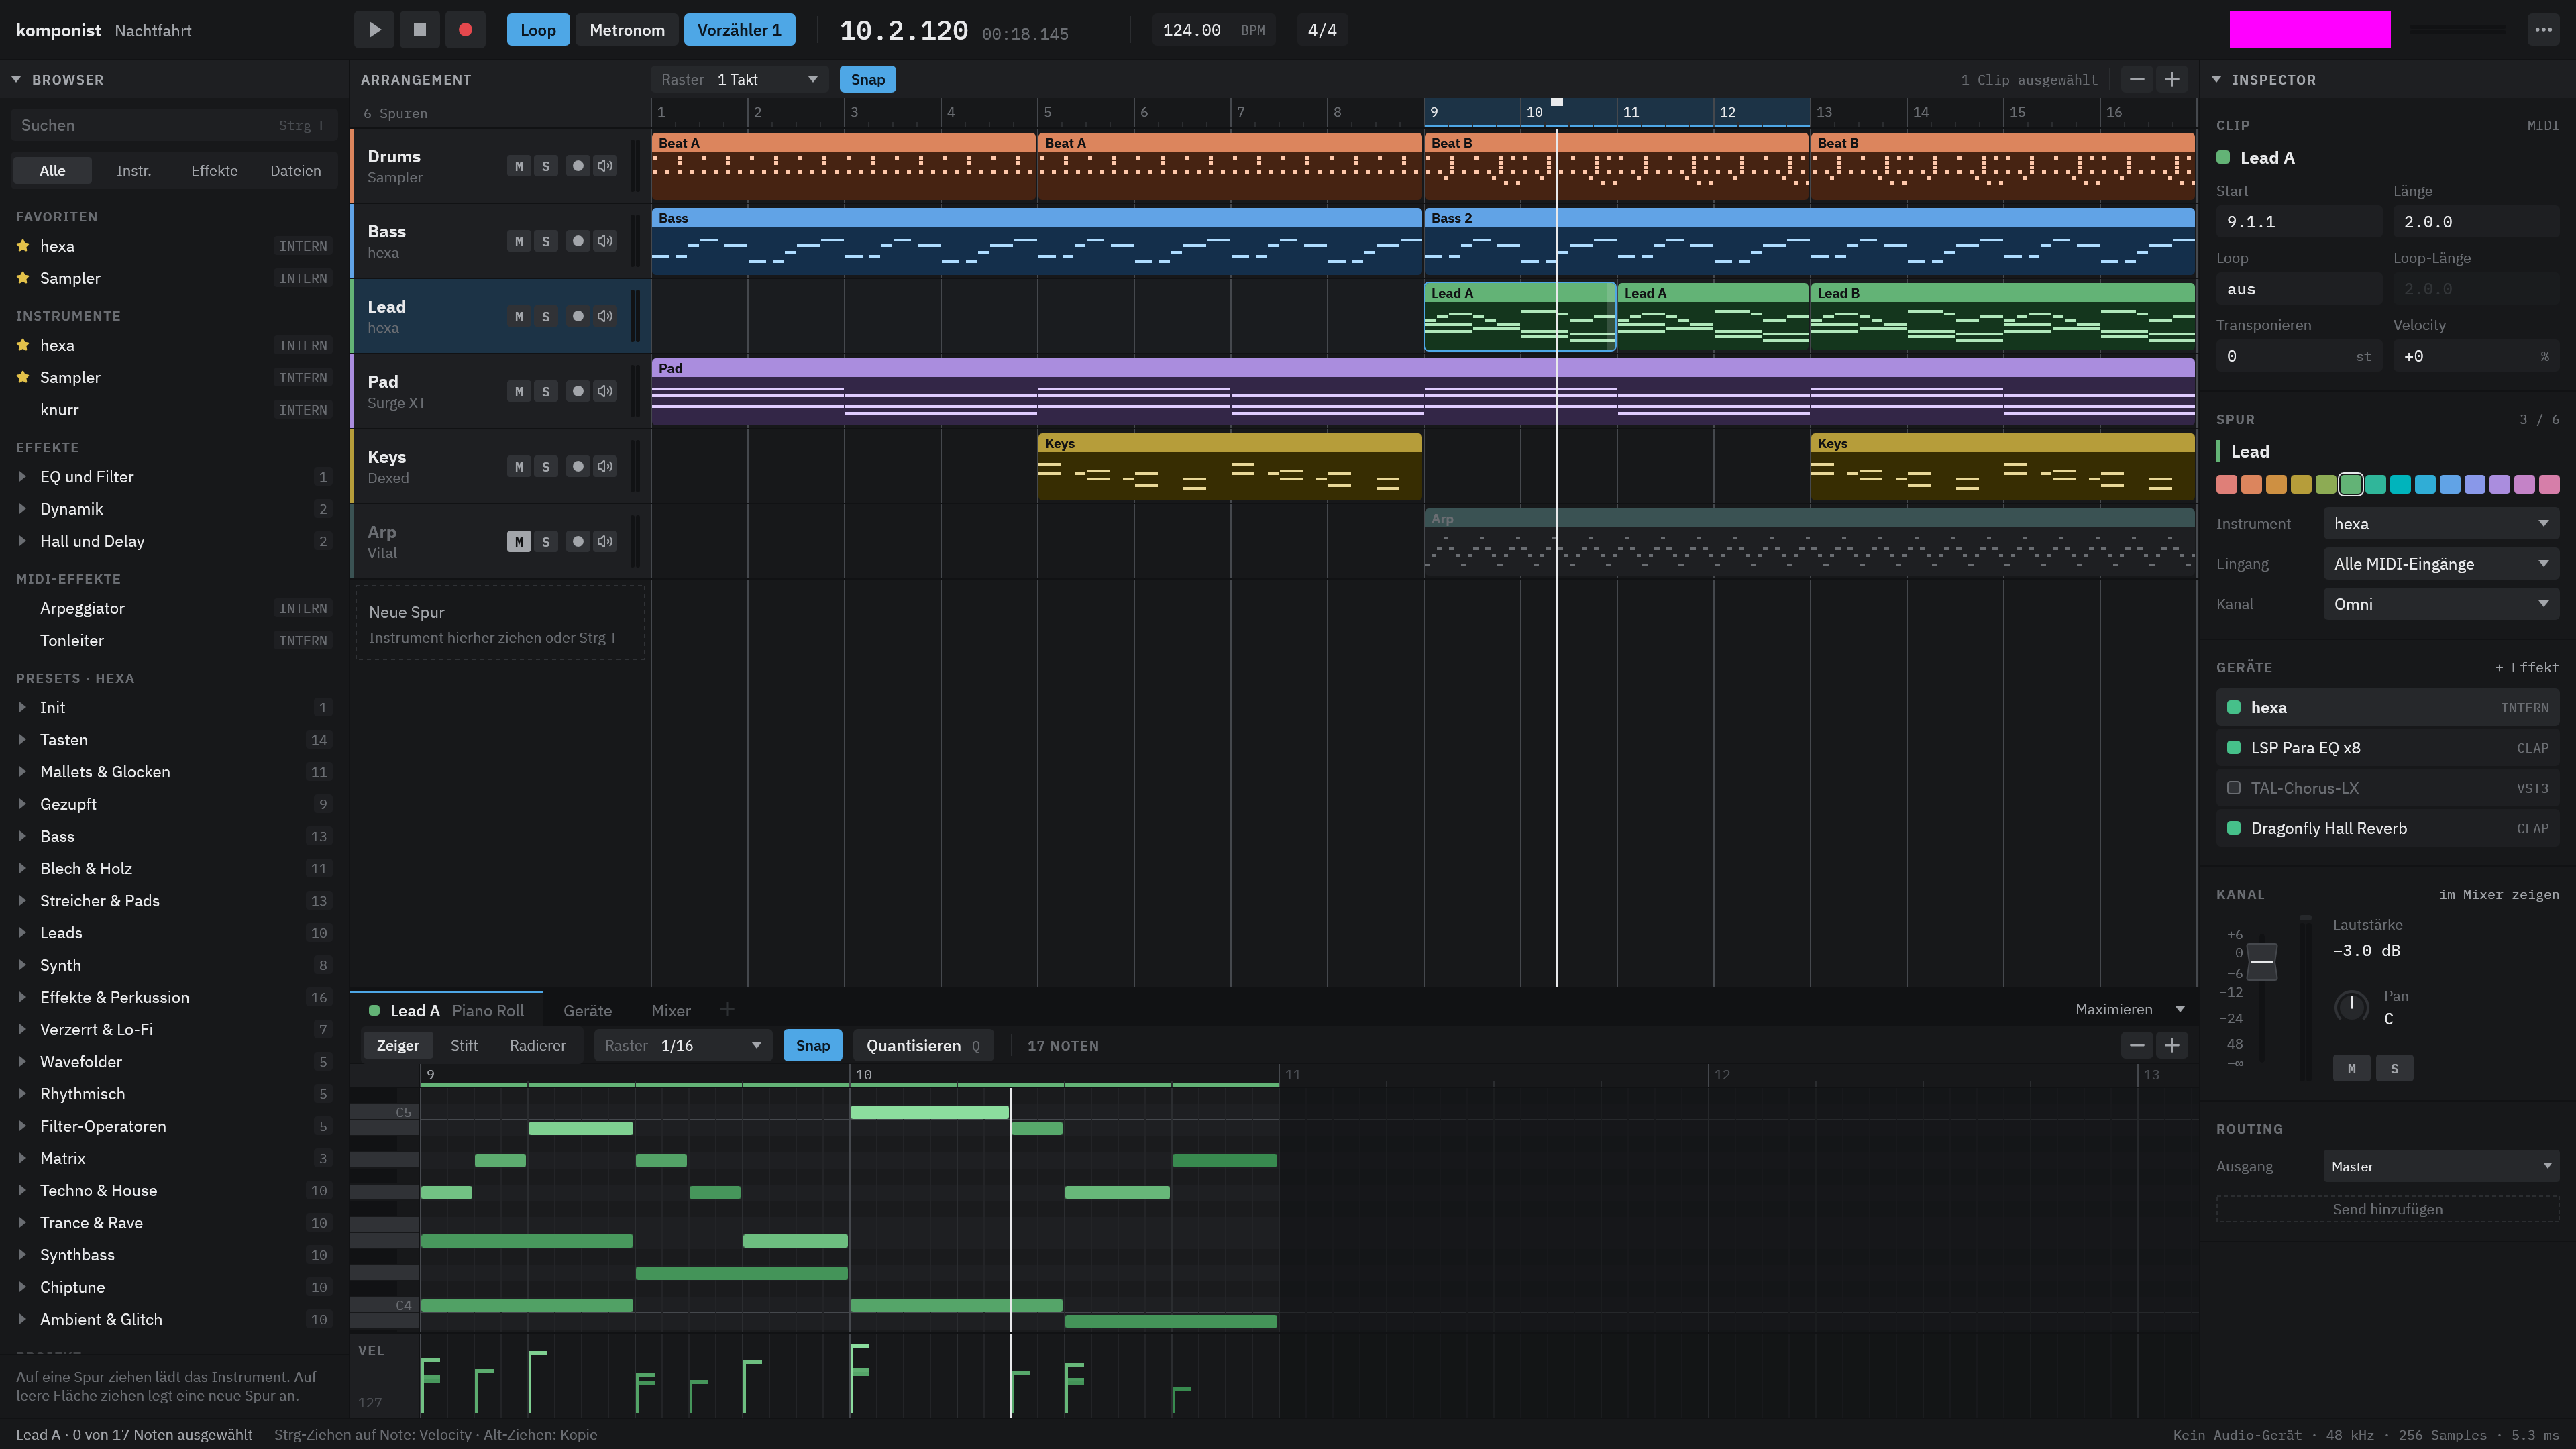 komponist Nachtfahrt
Loop Metronom Vorzähler 1 10.2.120 00:18.145 124.00 BPM 4/4
BROWSER
Suchen Strg F
Alle Instr. Effekte Dateien
FAVORITEN
hexa INTERN
Sampler INTERN
INSTRUMENTE
hexa INTERN
Sampler INTERN
knurr INTERN
EFFEKTE
EQ und Filter 1
Dynamik 2
Hall und Delay 2
MIDI-EFFEKTE
Arpeggiator INTERN
Tonleiter INTERN
PRESETS · HEXA
Init 1
Tasten 14
Mallets & Glocken 11
Gezupft 9
Bass 13
Blech & Holz 11
Streicher & Pads 13
Leads 10
Synth 8
Effekte & Perkussion 16
Verzerrt & Lo-Fi 7
Wavefolder 5
Rhythmisch 5
Filter-Operatoren 5
Matrix 3
Techno & House 10
Trance & Rave 10
Synthbass 10
Chiptune 10
Ambient & Glitch 10
Auf eine Spur ziehen lädt das Instrument. Auf
leere Fläche ziehen legt eine neue Spur an.
ARRANGEMENT Raster 1 Takt Snap 1 Clip ausgewählt
6 Spuren 1 2 3 4 5 6 7 8 9 10 11 12 13 14 15 16
Drums
Sampler
M S
Beat A Beat A Beat B Beat B
Bass
hexa
M S
Bass Bass 2
Lead
hexa
M S
Lead A Lead A Lead B
Pad
Surge XT
M S
Pad
Keys
Dexed
M S
Keys Keys
Arp
Vital
M S
Arp
Neue Spur
Instrument hierher ziehen oder Strg T
Lead A Piano Roll Geräte Mixer Maximieren
Zeiger Stift Radierer Raster 1/16 Snap Quantisieren Q 17 NOTEN
9 10 11 12 13
C5
C4
VEL
127
INSPECTOR
CLIP MIDI
Lead A
Start Länge
9.1.1 2.0.0
Loop Loop-Länge
aus 2.0.0
Transponieren Velocity
0 st +0 %
SPUR 3 / 6
Lead
Instrument hexa
Eingang Alle MIDI-Eingänge
Kanal Omni
GERÄTE + Effekt
hexa INTERN
LSP Para EQ x8 CLAP
TAL-Chorus-LX VST3
Dragonfly Hall Reverb CLAP
KANAL im Mixer zeigen
+6
0
−6
−12
−24
−48
−∞
Lautstärke
−3.0 dB
Pan
C
M S
ROUTING
Ausgang Master
Send hinzufügen
Lead A · 0 von 17 Noten ausgewählt Strg-Ziehen auf Note: Velocity · Alt-Ziehen: Kopie Kein Audio-Gerät · 48 kHz · 256 Samples · 5.3 ms